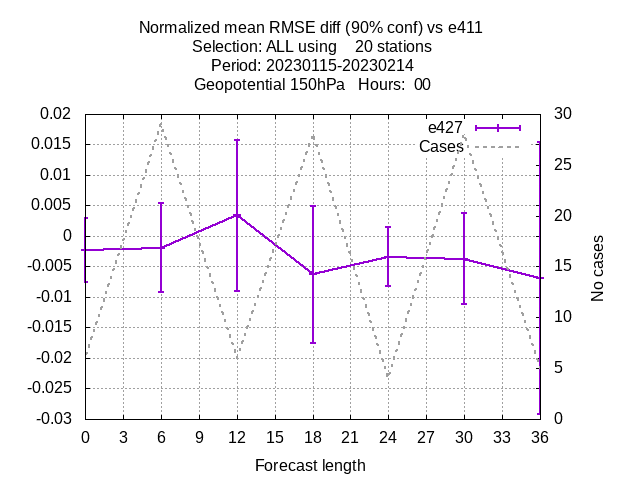 Normalized mean RMSE diff (90% conf) vs e411
Selection: ALL using    20 stations
Period: 20230115-20230214
Geopotential 150hPa   Hours:  00
e427
Cases
0.02
0.015
0.01
0.005
0
-0.005
-0.01
-0.015
-0.02
-0.025
-0.03
30
25
20
15
10
5
0
No cases
0 3 6 9 12 15 18 21 24 27 30 33 36
Forecast length